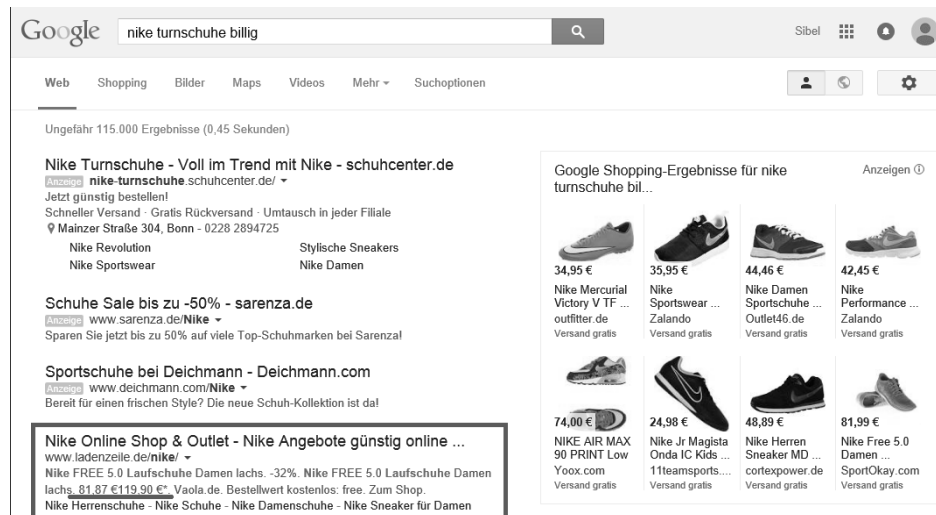 Google
nike turnschuhe billig
Sibel
Web Shopping Bilder Maps Videos Mehr Suchoptionen
Ungefähr 115.000 Ergebnisse (0,45 Sekunden)
Nike Turnschuhe - Voll im Trend mit Nike - schuhcenter.de
Anzeige nike-turnschuhe.schuhcenter.de/
Jetzt günstig bestellen!
Schneller Versand · Gratis Rückversand · Umtausch in jeder Filiale
Mainzer Straße 304, Bonn - 0228 2894725
Nike Revolution Stylische Sneakers
Nike Sportswear Nike Damen
Schuhe Sale bis zu -50% - sarenza.de
Anzeige www.sarenza.de/Nike
Sparen Sie jetzt bis zu 50% auf viele Top-Schuhmarken bei Sarenza!
Sportschuhe bei Deichmann - Deichmann.com
Anzeige www.deichmann.com/Nike
Bereit für einen frischen Style? Die neue Schuh-Kollektion ist da!
Nike Online Shop & Outlet - Nike Angebote günstig online ...
www.ladenzeile.de/nike/
Nike FREE 5.0 Laufschuhe Damen lachs. -32%. Nike FREE 5.0 Laufschuhe Damen
lachs. 81,87 €119,90 €*. Vaola.de. Bestellwert kostenlos: free. Zum Shop.
Nike Herrenschuhe - Nike Schuhe - Nike Damenschuhe - Nike Sneaker für Damen
Google Shopping-Ergebnisse für nike
turnschuhe bil...
Anzeigen
34,95 € 35,95 € 44,46 € 42,45 €
Nike Mercurial Nike Nike Damen Nike
Victory V TF ... Sportswear ... Sportschuhe ... Performance ...
outfitter.de Zalando Outlet46.de Zalando
Versand gratis Versand gratis Versand gratis Versand gratis
74,00 € 24,98 € 48,89 € 81,99 €
NIKE AIR MAX Nike Jr Magista Nike Herren Nike Free 5.0
90 PRINT Low Onda IC Kids ... Sneaker MD ... Damen ...
Yoox.com 11teamsports.... cortexpower.de SportOkay.com
Versand gratis Versand gratis Versand gratis Versand gratis